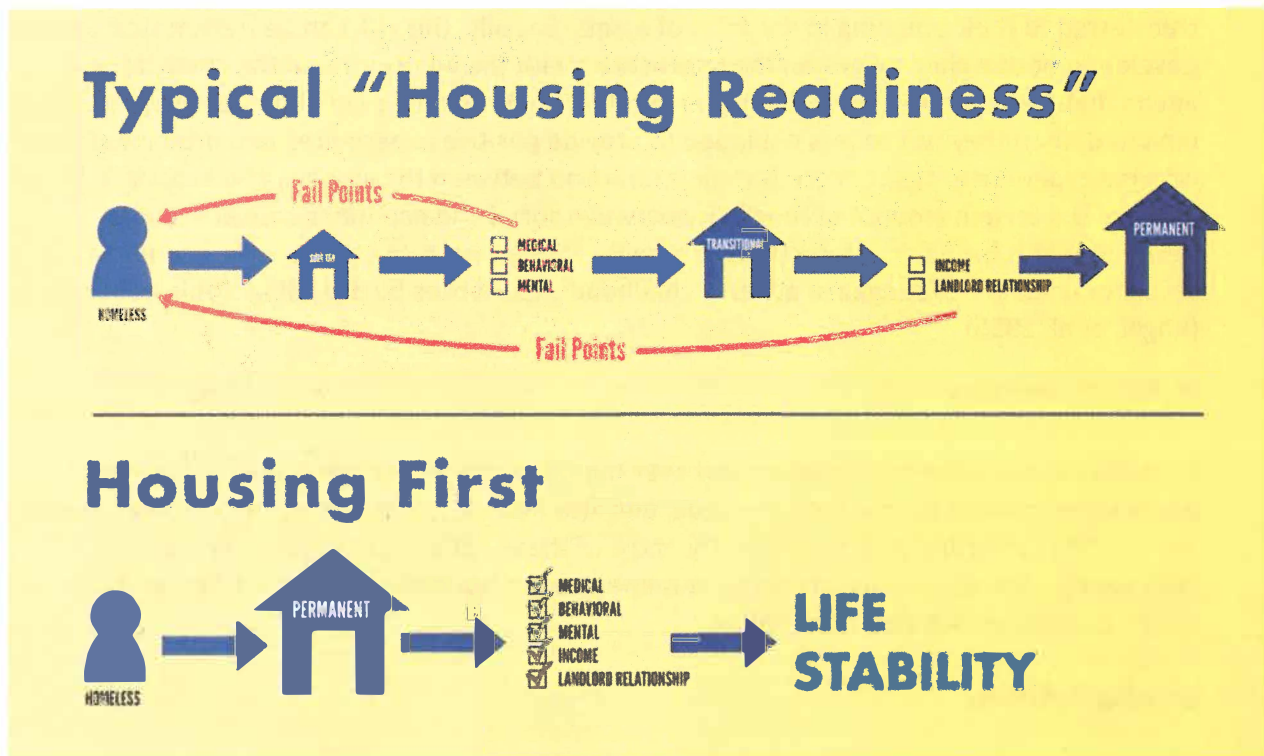 Typical "Housing Readiness"
Fail Points
HOMELESS
MEDICAL
BEHAVIORAL
MENTAL
TRANSITIONAL
INCOME
LANDLORD RELATIONSHIP
PERMANENT
Fail Points
Housing First
HOMELESS
PERMANENT
MEDICAL
BEHAVIORAL
MENTAL
INCOME
LANDLORD RELATIONSHIP
LIFE
STABILITY